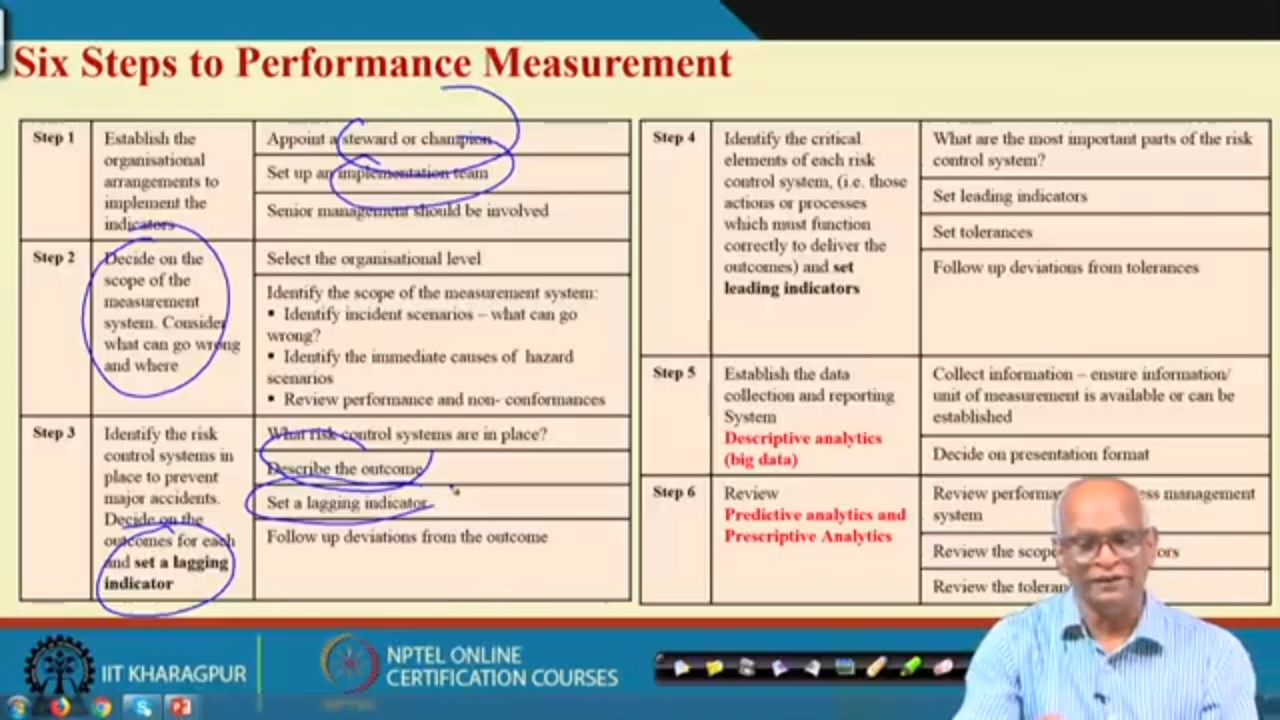 Six Steps to Performance Measurement
Step 1
Establish the
organisational
arrangements to
implement the
indicators
Appoint a steward or champion
Set up an implementation team
Senior management should be involved
Step 2
Decide on the
scope of the
measurement
system. Consider
what can go wrong
and where
Select the organisational level
Identify the scope of the measurement system:
▪ Identify incident scenarios – what can go
wrong?
▪ Identify the immediate causes of hazard
scenarios
▪ Review performance and non- conformances
Step 3
Identify the risk
control systems in
place to prevent
major accidents.
Decide on the
outcomes for each
and set a lagging
indicator
What risk control systems are in place?
Describe the outcome
Set a lagging indicator
Follow up deviations from the outcome
Step 4
Identify the critical
elements of each risk
control system, (i.e. those
actions or processes
which must function
correctly to deliver the
outcomes) and set
leading indicators
What are the most important parts of the risk
control system?
Set leading indicators
Set tolerances
Follow up deviations from tolerances
Step 5
Establish the data
collection and reporting
System
Descriptive analytics
(big data)
Collect information – ensure information/
unit of measurement is available or can be
established
Decide on presentation format
Step 6
Review
Predictive analytics and
Prescriptive Analytics
Review management
system
Review the
Review the
IIT KHARAGPUR
NPTEL ONLINE
CERTIFICATION COURSES